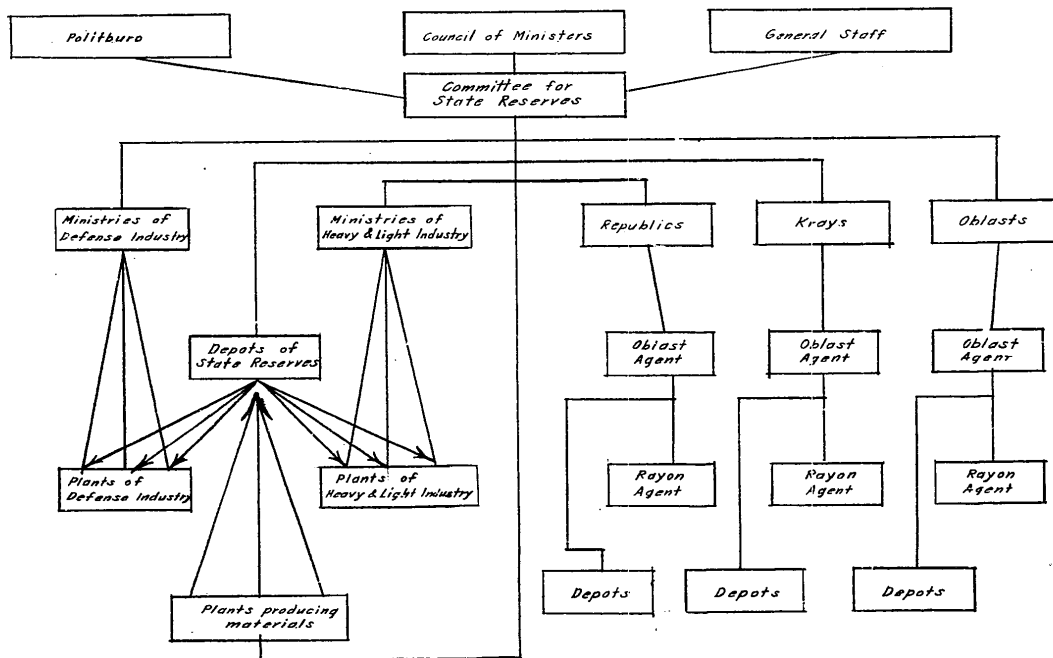 Politburo
Council of Ministers
General Staff
Committee for
State Reserves
Ministries of
Defense Industry
Ministries of
Heavy & Light Industry
Republics
Krays
Oblasts
Depots of
State Reserves
Oblast
Agent
Oblast
Agent
Oblast
Agent
Plants of
Defense Industry
Plants of
Heavy & Light Industry
Rayon
Agent
Rayon
Agent
Rayon
Agent
Plants producing
materials
Depots
Depots
Depots